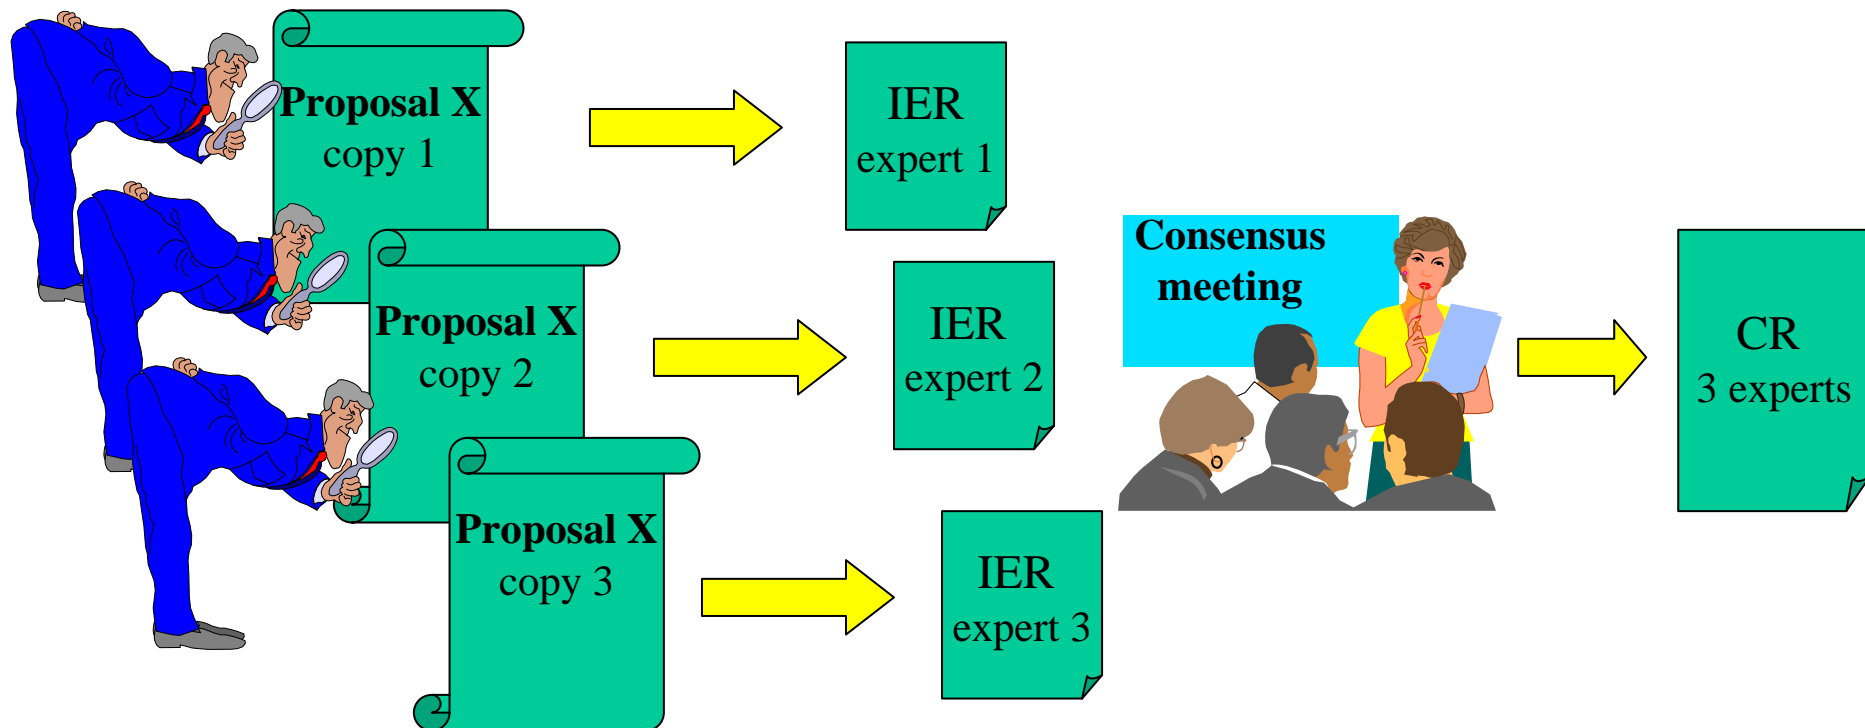 Proposal X
copy 1
IER
expert 1
Proposal X
copy 2
IER
expert 2
Proposal X
copy 3
IER
expert 3
Consensus
meeting
CR
3 experts